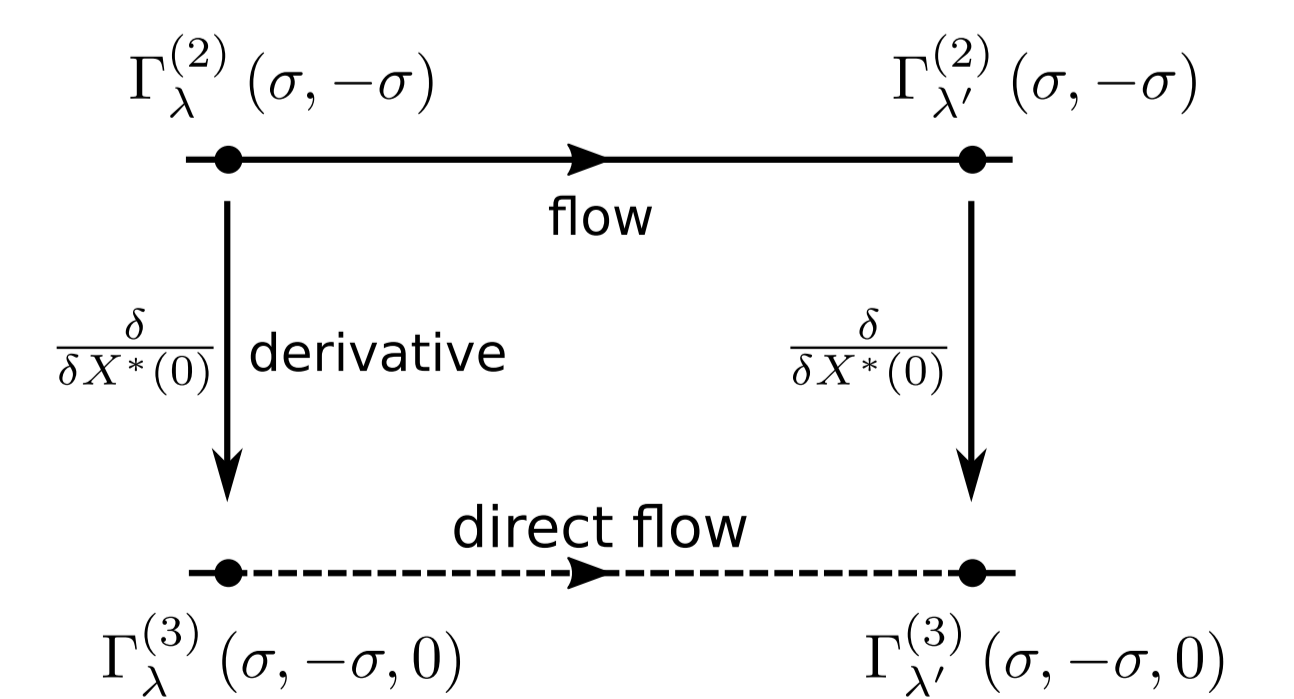 Γ_λ^(2) (σ, −σ) Γ_λ′^(2) (σ, −σ)
flow
δ/δX*(0) derivative δ/δX*(0)
direct flow
Γ_λ^(3) (σ, −σ, 0) Γ_λ′^(3) (σ, −σ, 0)